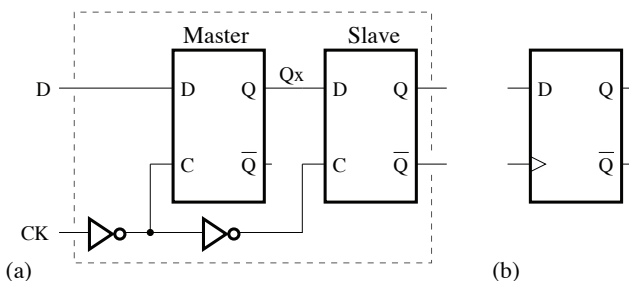 Master Slave
D D Q Qx D Q D Q
C Q̅ C Q̅ Q̅
CK
(a) (b)